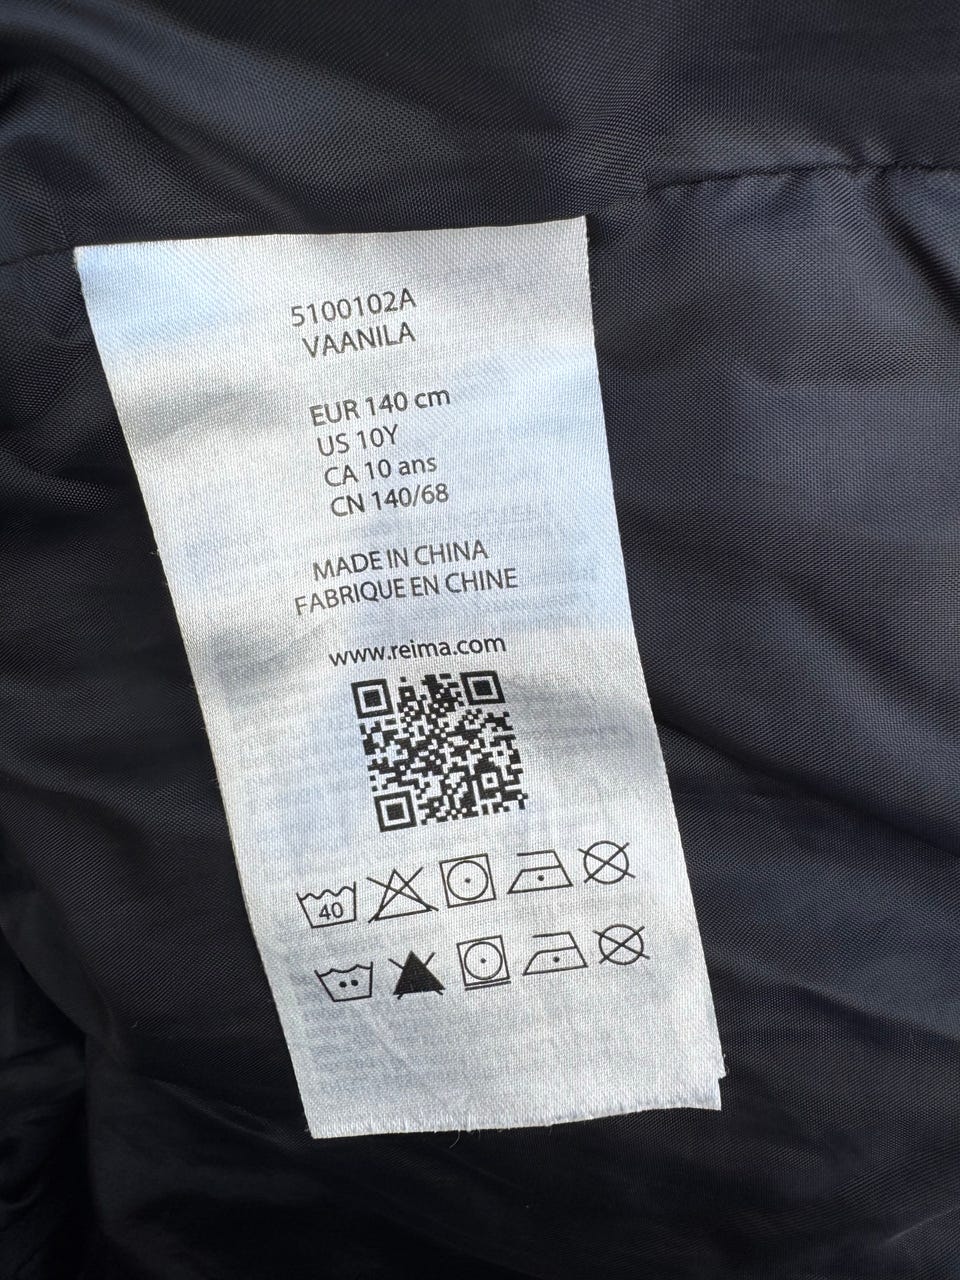 5100102A
VAANILA
EUR 140 cm
US 10Y
CA 10 ans
CN 140/68
MADE IN CHINA
FABRIQUE EN CHINE
www.reima.com
40